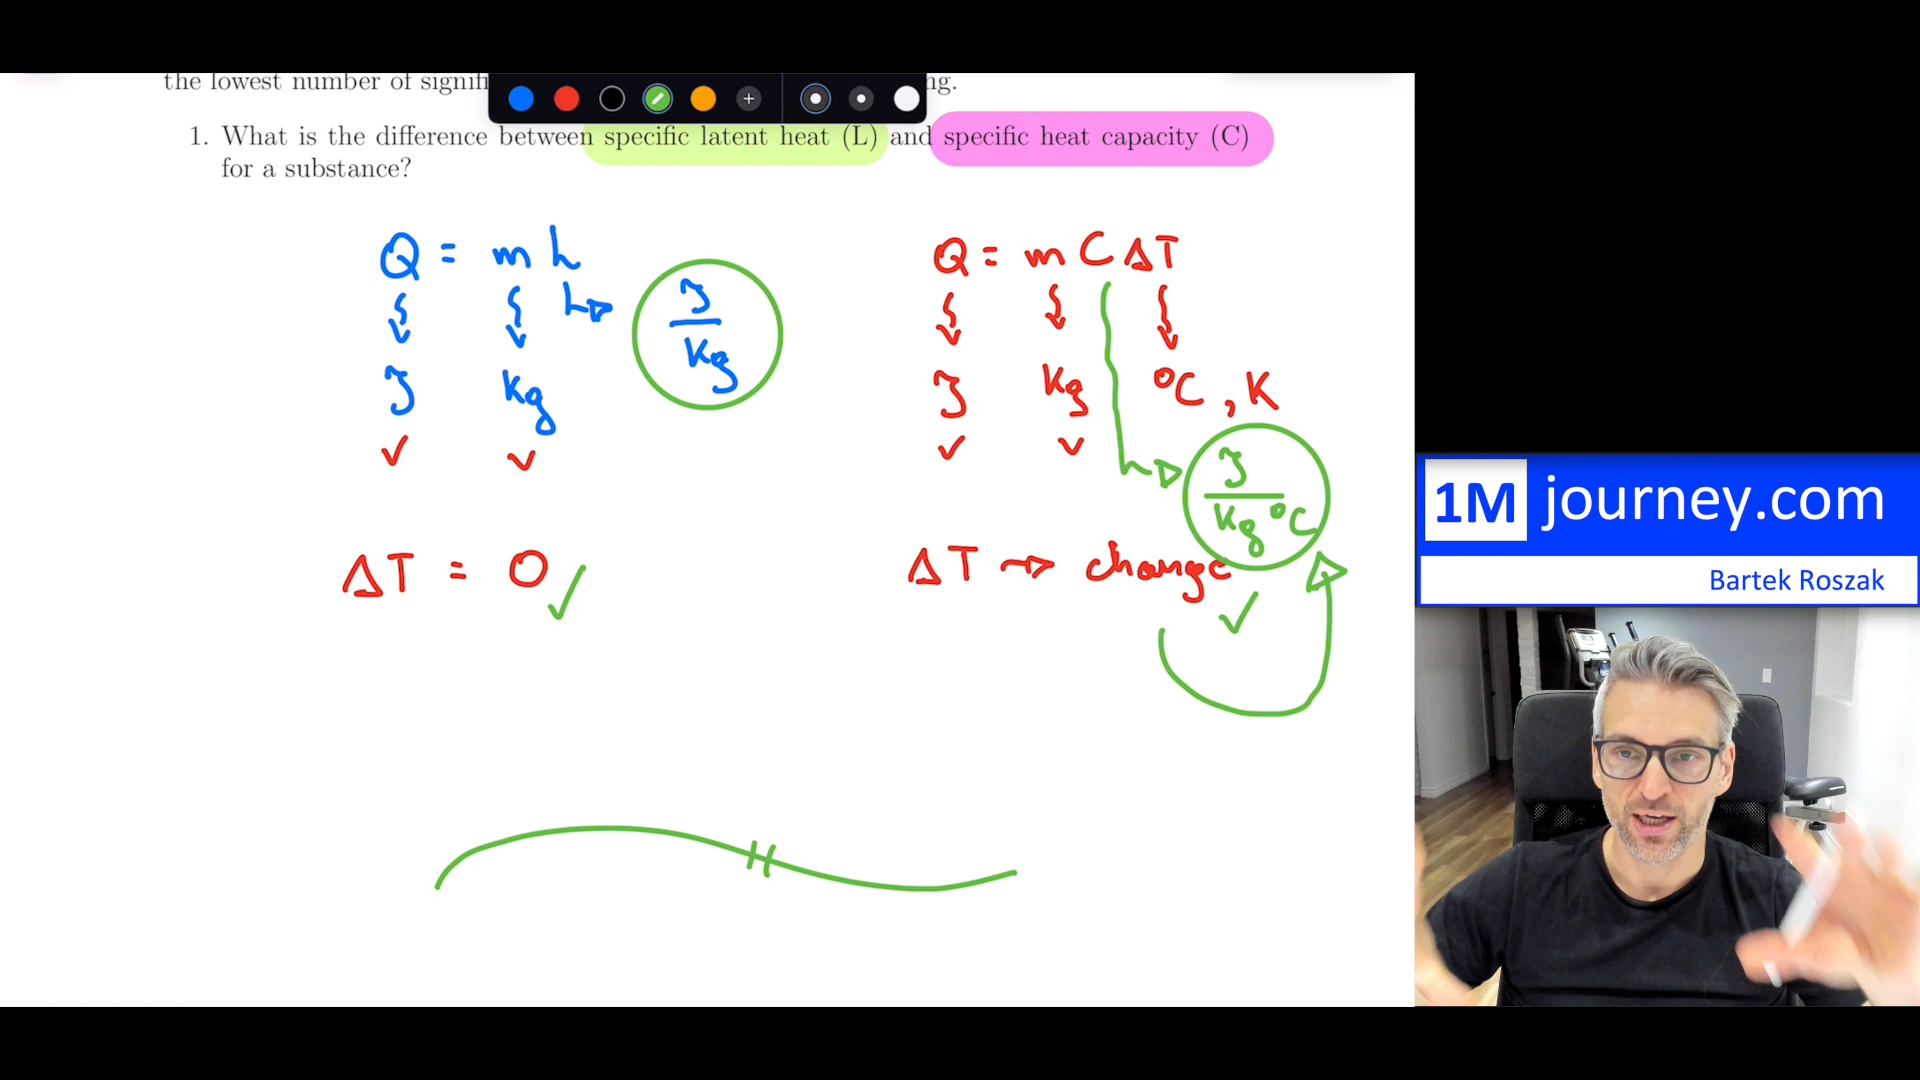 the lowest number of signifi
ng.
1. What is the difference between specific latent heat (L) and specific heat capacity (C)
for a substance?
Q = m L
J
kg
J
kg
ΔT = 0
Q = m C ΔT
J
kg
°C, K
J
kg °C
ΔT → change
1M journey.com
Bartek Roszak